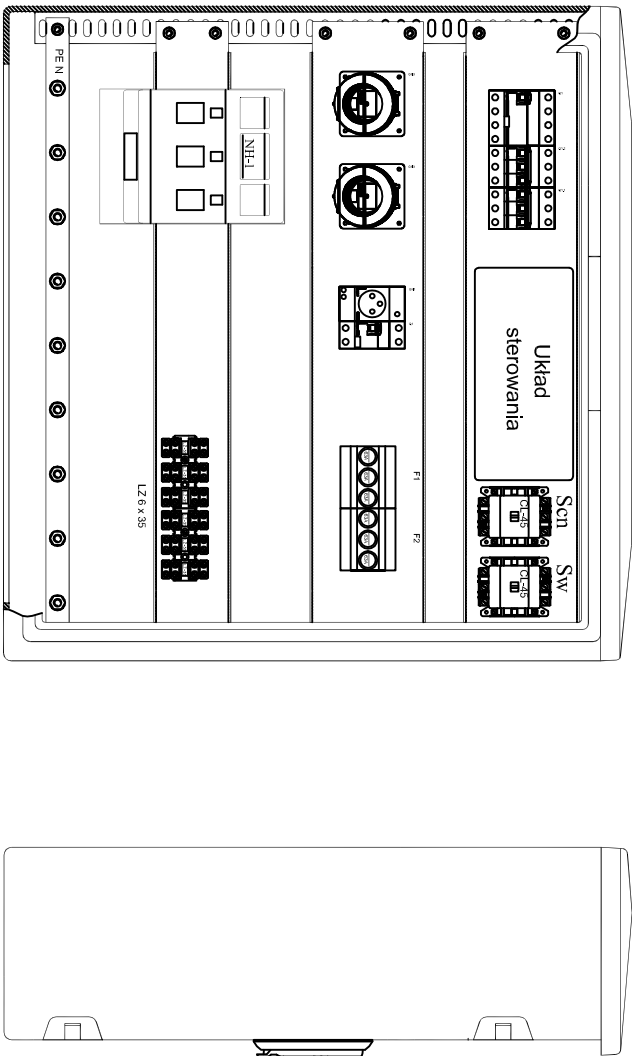 PE N
NH-1
LZ 6 x 35
F1
F2
Układ
sterowania
Scn
CL-45
Sw
CL-45